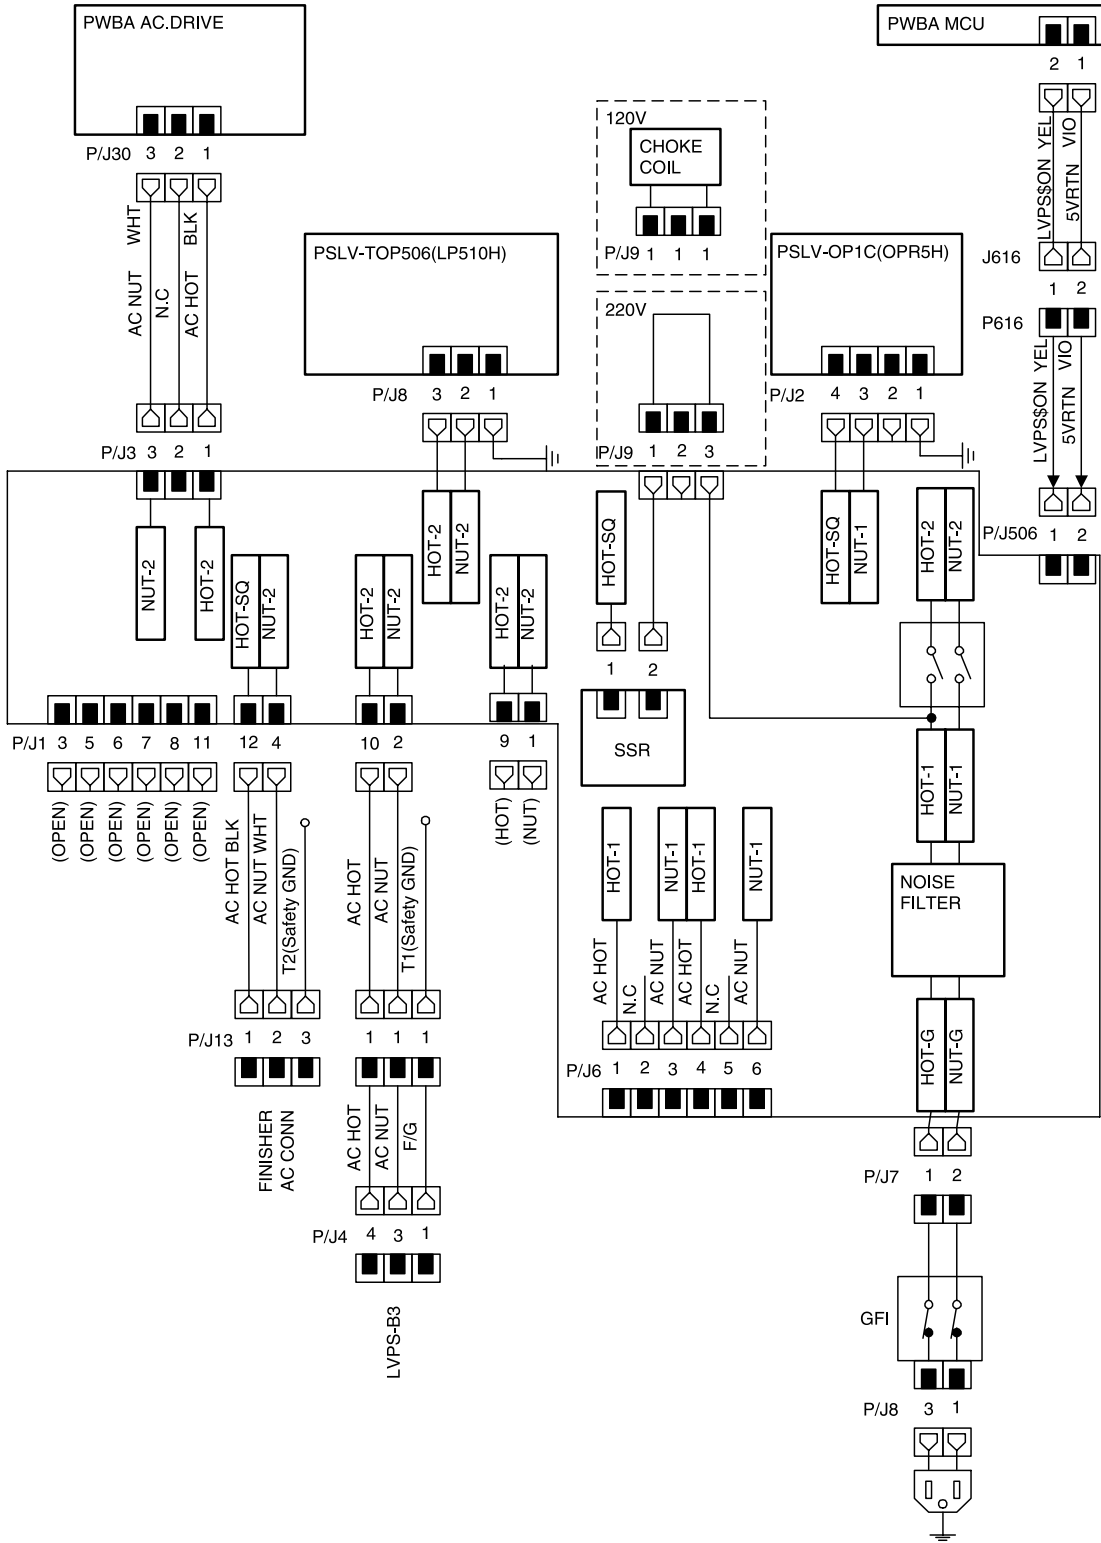 PWBA AC.DRIVE
PWBA MCU
2 1
P/J30 3 2 1
120V
CHOKE
COIL
P/J9 1 1 1
LVPS$ON YEL
5VRTN VIO
AC NUT WHT
N.C
AC HOT BLK
PSLV-TOP506(LP510H)
PSLV-OP1C(OPR5H)
J616
1 2
220V
P616
P/J8 3 2 1
P/J2 4 3 2 1
LVPS$ON YEL
5VRTN VIO
P/J3 3 2 1
P/J9 1 2 3
P/J506 1 2
NUT-2
HOT-2
HOT-SQ
NUT-2
HOT-2
NUT-2
HOT-2
NUT-2
HOT-2
NUT-2
HOT-SQ
HOT-SQ
NUT-1
HOT-2
NUT-2
1 2
SSR
P/J1 3 5 6 7 8 11 12 4 10 2 9 1
(OPEN)
(OPEN)
(OPEN)
(OPEN)
(OPEN)
(OPEN)
(HOT)
(NUT)
HOT-1
NUT-1
AC HOT BLK
AC NUT WHT
T2(Safety GND)
AC HOT
AC NUT
T1(Safety GND)
HOT-1
NUT-1
HOT-1
NUT-1
NOISE
FILTER
AC HOT
N.C
AC NUT
AC HOT
N.C
AC NUT
P/J13 1 2 3
1 1 1
P/J6 1 2 3 4 5 6
HOT-G
NUT-G
FINISHER
AC CONN
AC HOT
AC NUT
F/G
P/J7 1 2
P/J4 4 3 1
LVPS-B3
GFI
P/J8 3 1